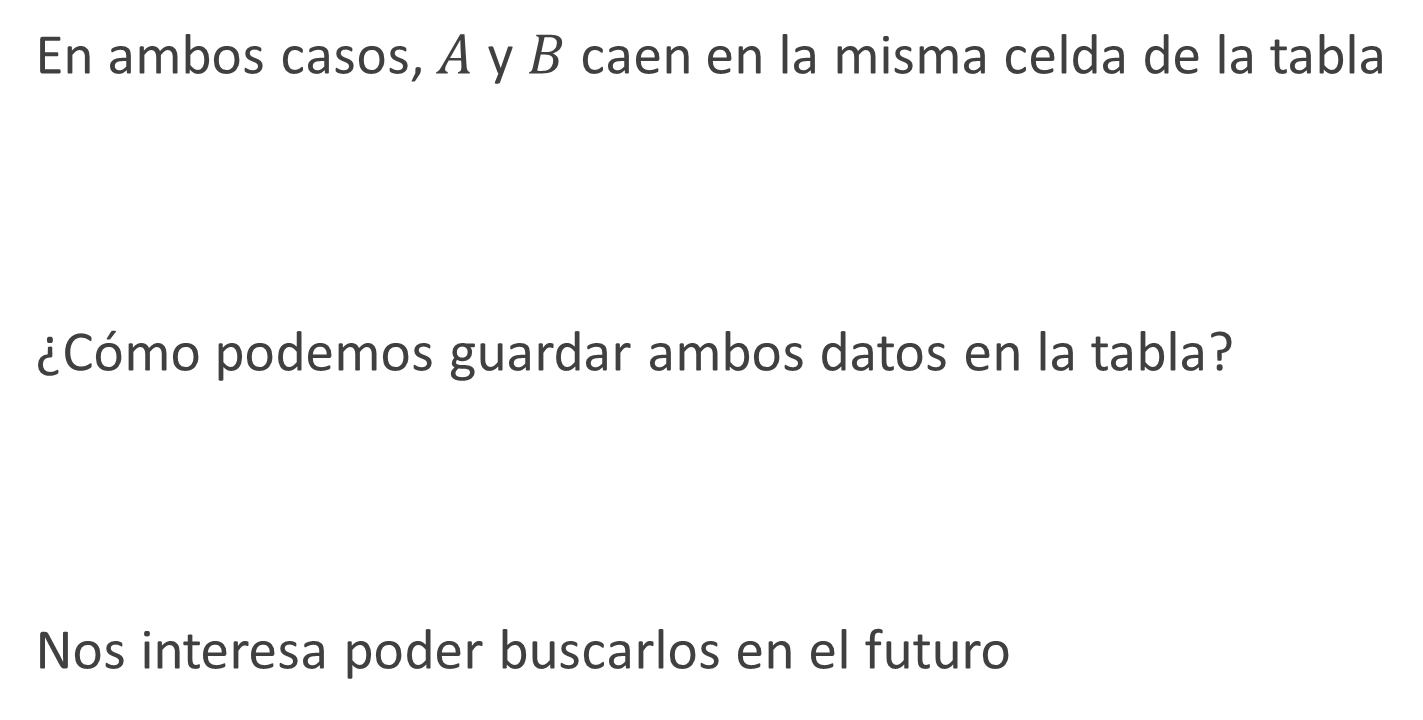 En ambos casos, A y B caen en la misma celda de la tabla
¿Cómo podemos guardar ambos datos en la tabla?
Nos interesa poder buscarlos en el futuro